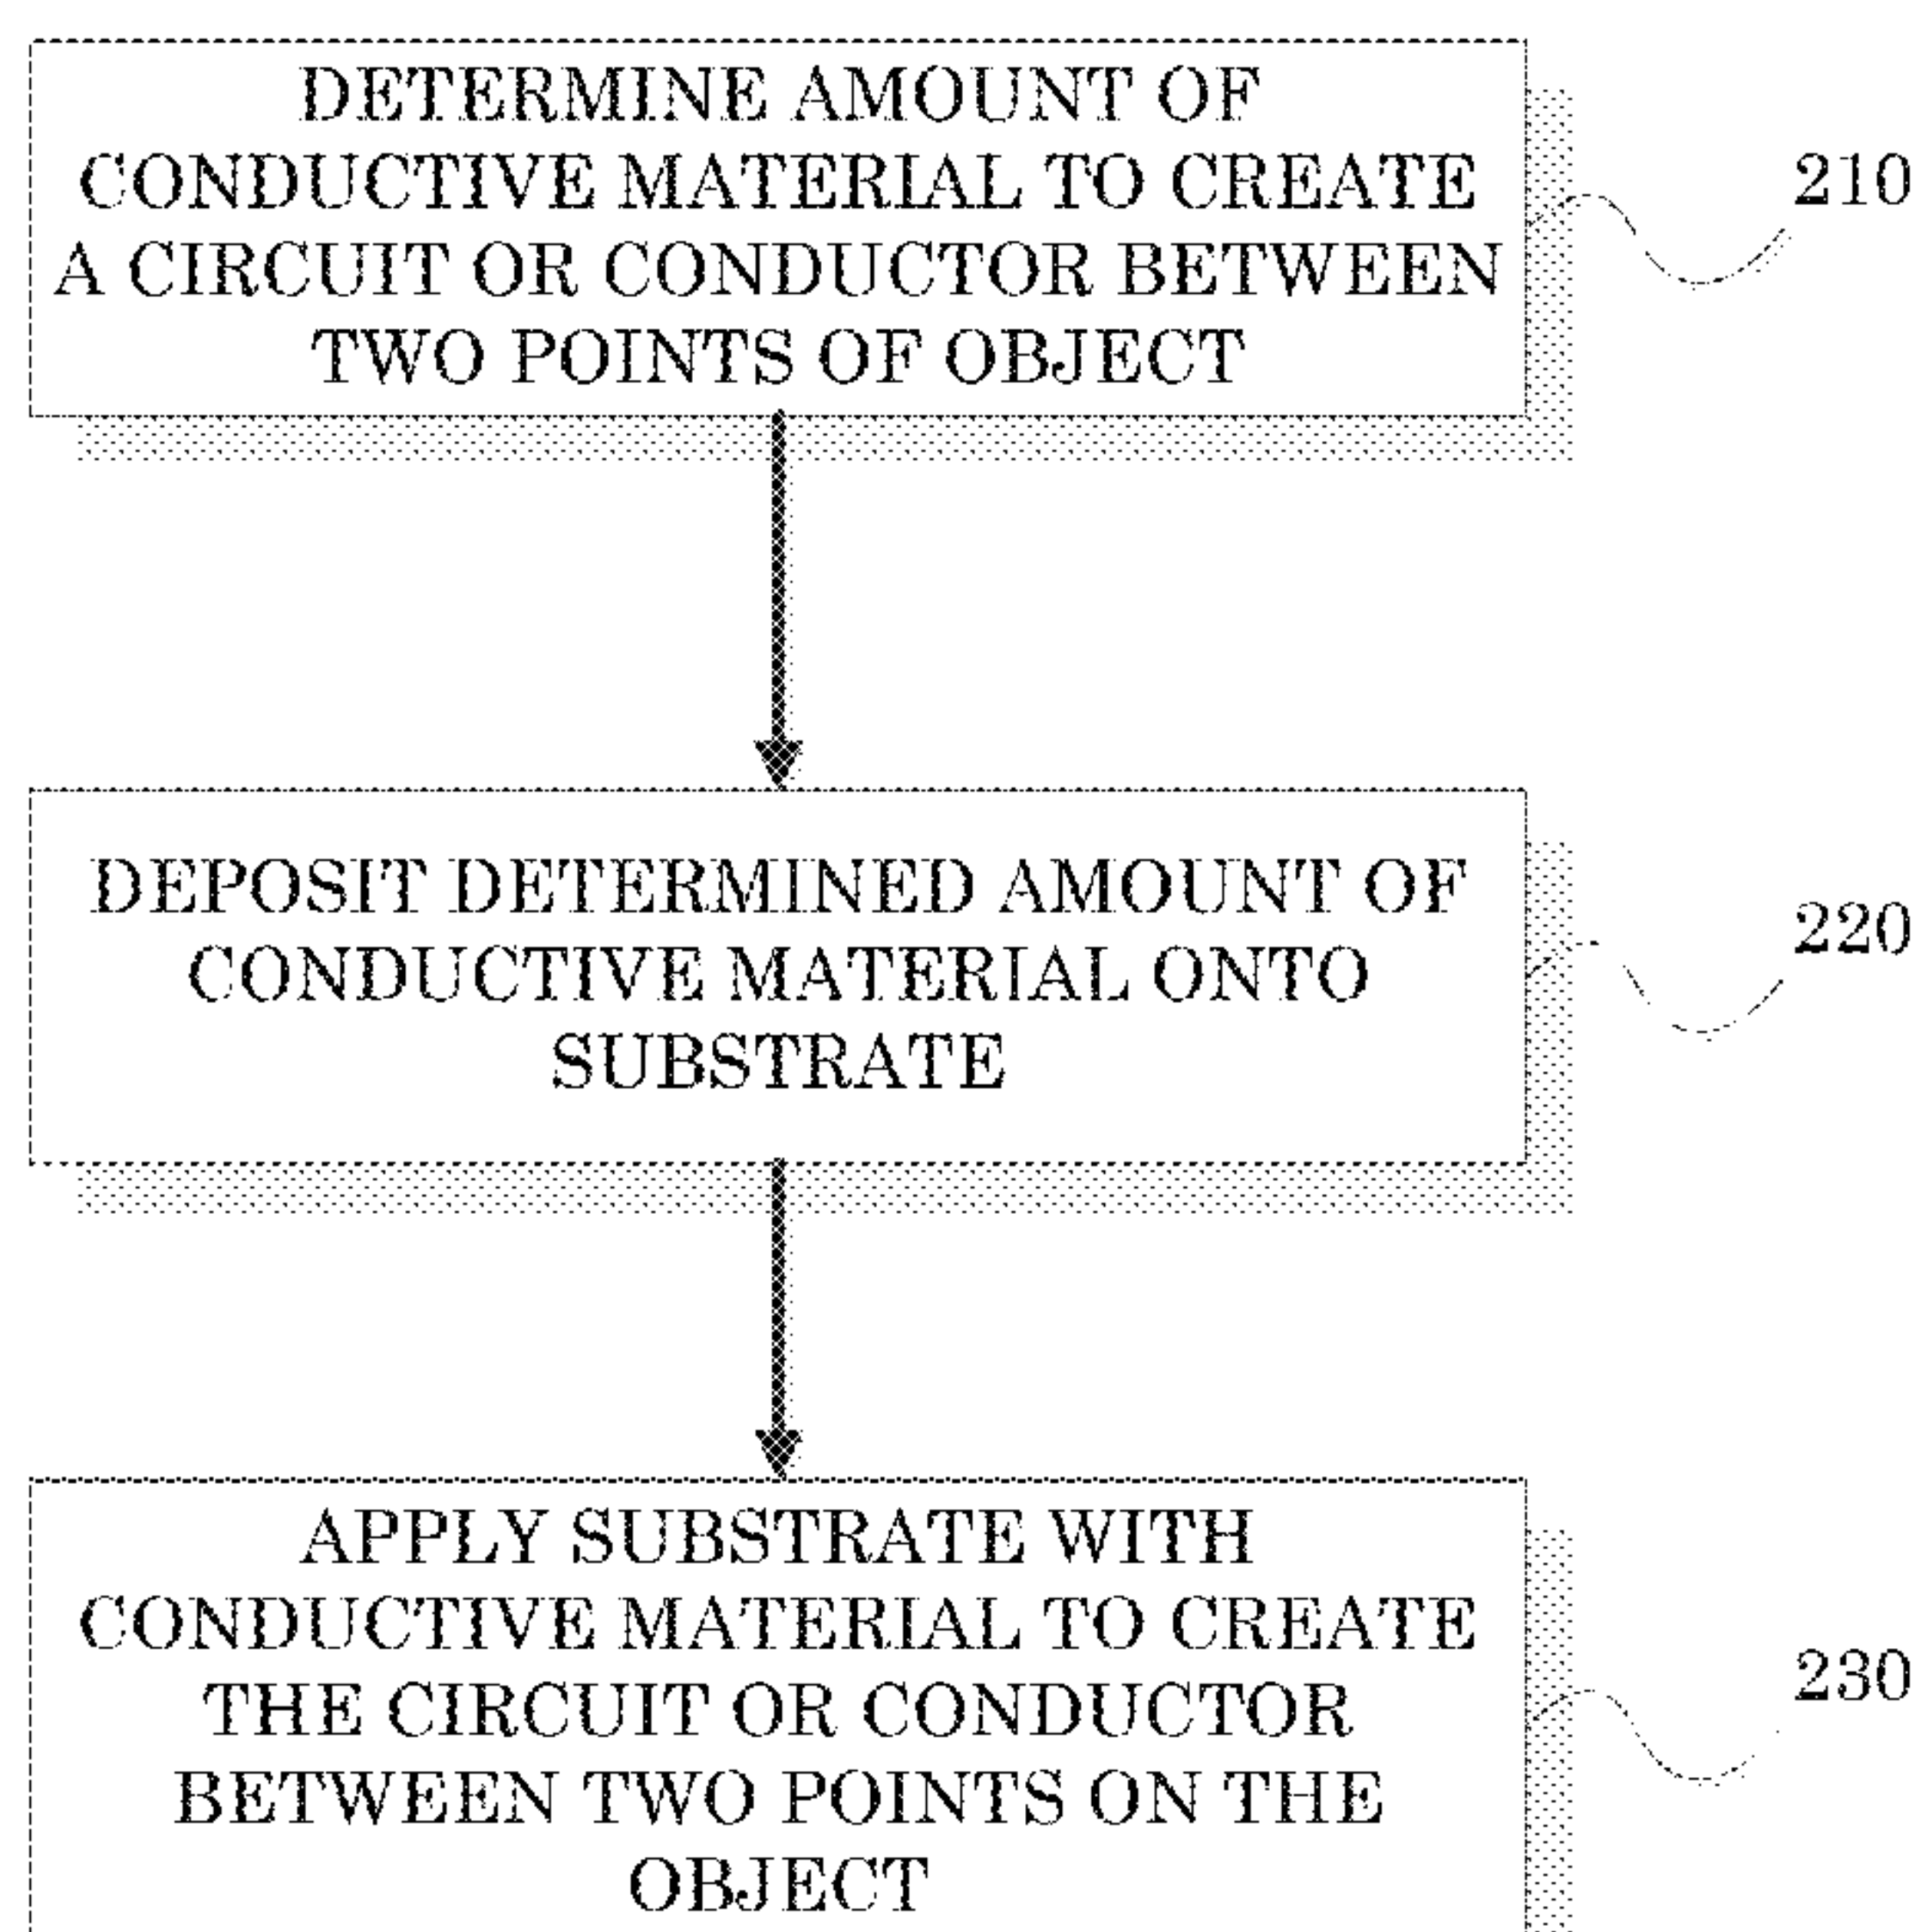 DETERMINE AMOUNT OF
CONDUCTIVE MATERIAL TO CREATE
A CIRCUIT OR CONDUCTOR BETWEEN
TWO POINTS OF OBJECT
210
DEPOSIT DETERMINED AMOUNT OF
CONDUCTIVE MATERIAL ONTO
SUBSTRATE
220
APPLY SUBSTRATE WITH
CONDUCTIVE MATERIAL TO CREATE
THE CIRCUIT OR CONDUCTOR
BETWEEN TWO POINTS ON THE
OBJECT
230